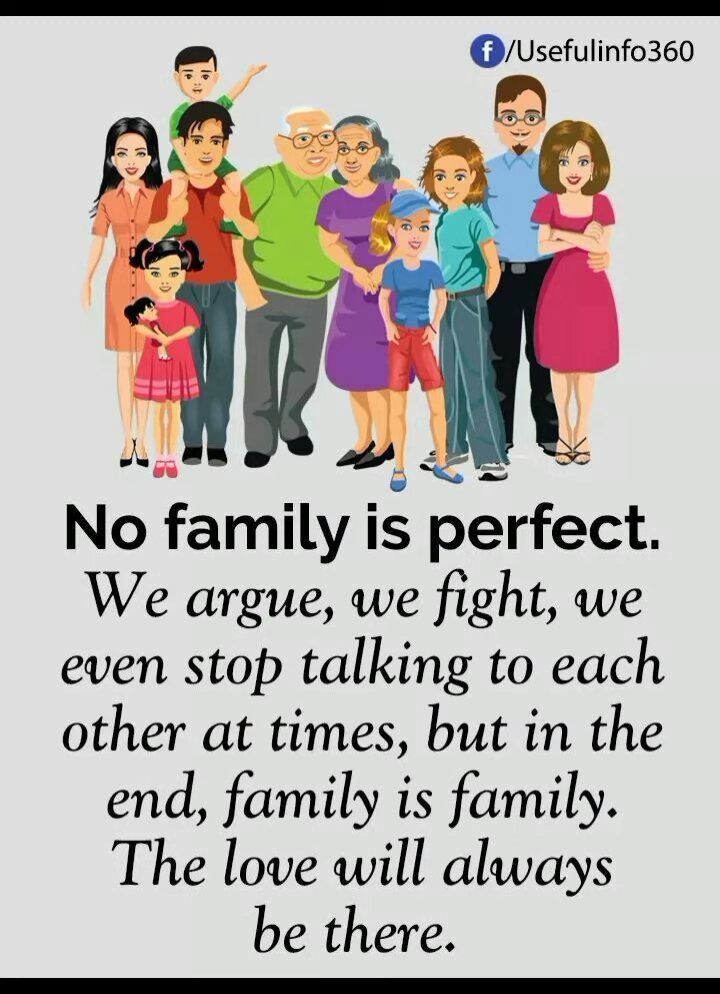 f/Usefulinfo360
No family is perfect.
We argue, we fight, we
even stop talking to each
other at times, but in the
end, family is family.
The love will always
be there.